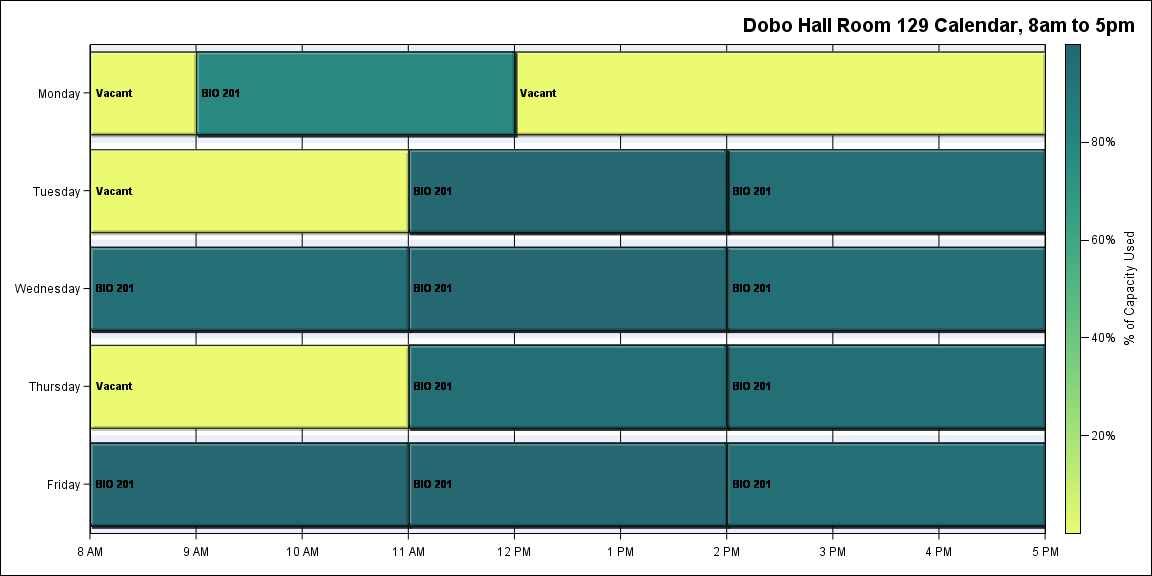 Dobo Hall Room 129 Calendar, 8am to 5pm
Monday
Vacant
BIO 201
Vacant
80%
Tuesday
Vacant
BIO 201
BIO 201
60%
% of Capacity Used
Wednesday
BIO 201
BIO 201
BIO 201
40%
Thursday
Vacant
BIO 201
BIO 201
20%
Friday
BIO 201
BIO 201
BIO 201
8 AM
9 AM
10 AM
11 AM
12 PM
1 PM
2 PM
3 PM
4 PM
5 PM